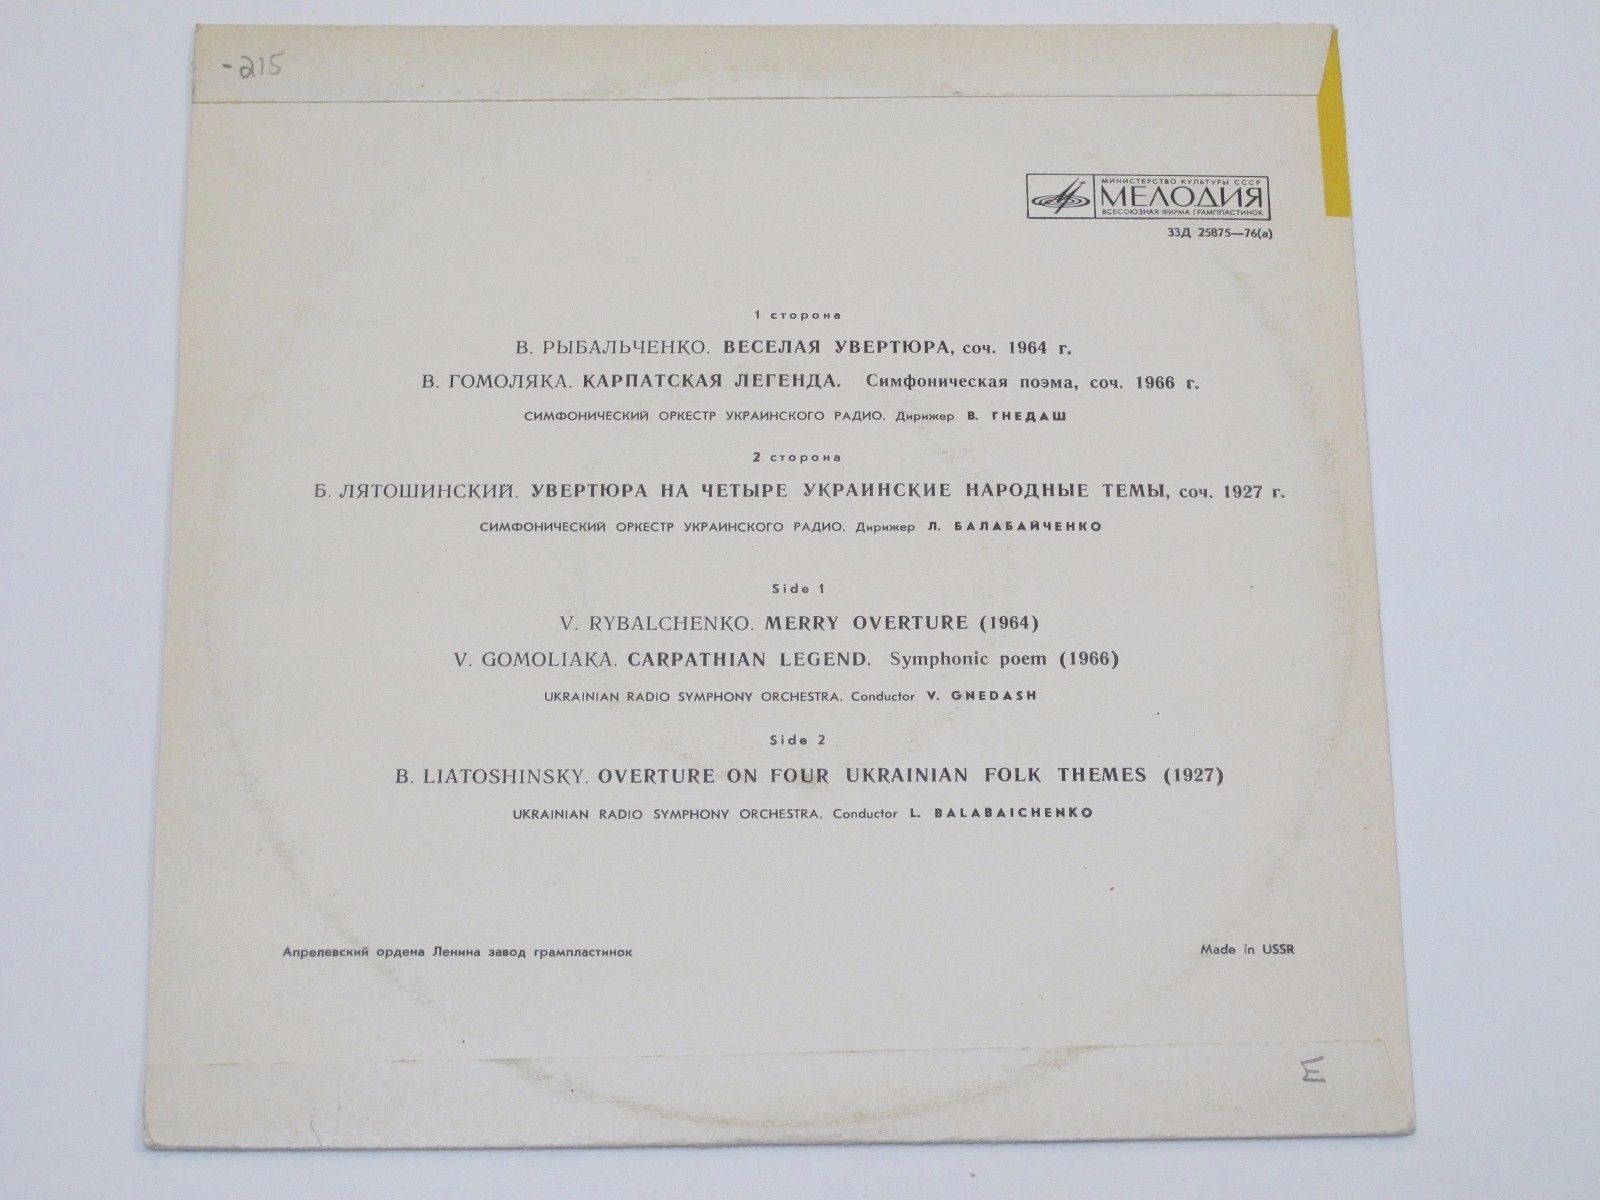 -215
МИНИСТЕРСТВО КУЛЬТУРЫ СССР
МЕЛОДИЯ
ВСЕСОЮЗНАЯ ФИРМА ГРАМПЛАСТИНОК
33Д 25875—76(а)
1 сторона
В. РЫБАЛЬЧЕНКО. ВЕСЕЛАЯ УВЕРТЮРА, соч. 1964 г.
В. ГОМОЛЯКА. КАРПАТСКАЯ ЛЕГЕНДА. Симфоническая поэма, соч. 1966 г.
СИМФОНИЧЕСКИЙ ОРКЕСТР УКРАИНСКОГО РАДИО. Дирижер В. ГНЕДАШ
2 сторона
Б. ЛЯТОШИНСКИЙ. УВЕРТЮРА НА ЧЕТЫРЕ УКРАИНСКИЕ НАРОДНЫЕ ТЕМЫ, соч. 1927 г.
СИМФОНИЧЕСКИЙ ОРКЕСТР УКРАИНСКОГО РАДИО. Дирижер Л. БАЛАБАЙЧЕНКО
Side 1
V. RYBALCHENKO. MERRY OVERTURE (1964)
V. GOMOLIAKA. CARPATHIAN LEGEND. Symphonic poem (1966)
UKRAINIAN RADIO SYMPHONY ORCHESTRA. Conductor V. GNEDASH
Side 2
B. LIATOSHINSKY. OVERTURE ON FOUR UKRAINIAN FOLK THEMES (1927)
UKRAINIAN RADIO SYMPHONY ORCHESTRA. Conductor L. BALABAICHENKO
Апрелевский ордена Ленина завод грампластинок
Made in USSR
E